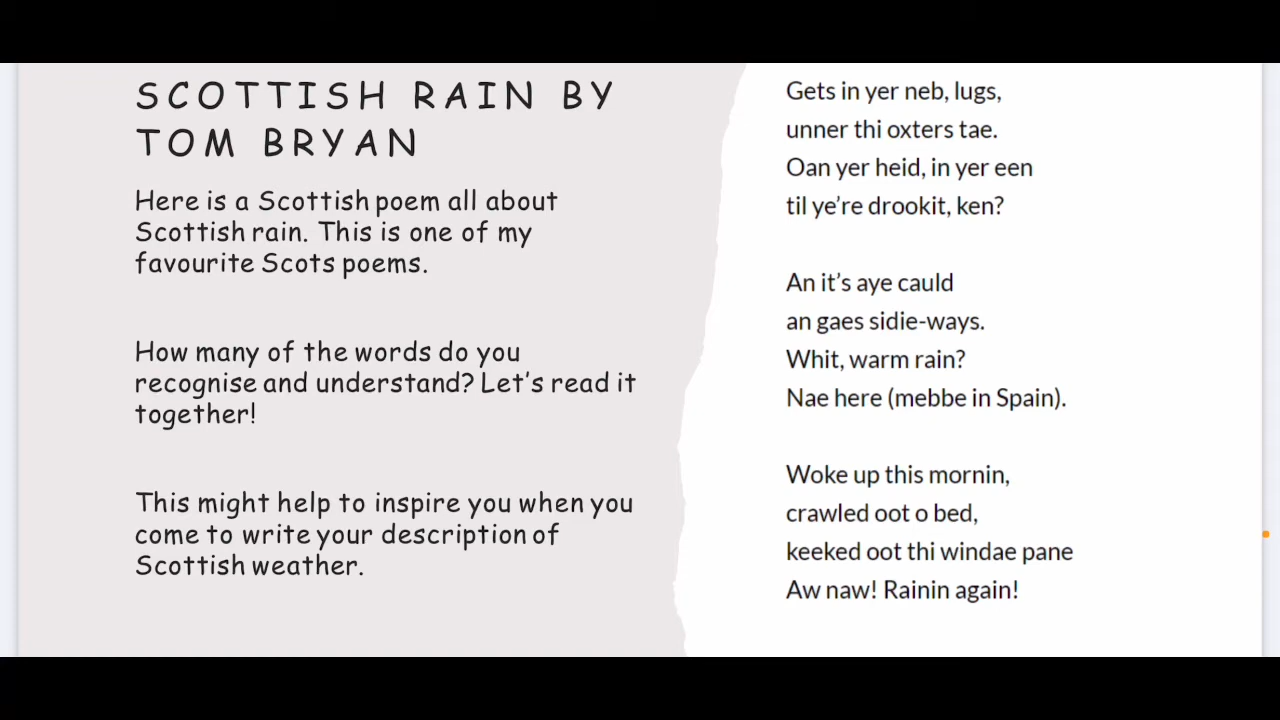 SCOTTISH RAIN BY
TOM BRYAN
Here is a Scottish poem all about
Scottish rain. This is one of my
favourite Scots poems.
How many of the words do you
recognise and understand? Let's read it
together!
This might help to inspire you when you
come to write your description of
Scottish weather.
Gets in yer neb, lugs,
unner thi oxters tae.
Oan yer heid, in yer een
til ye’re drookit, ken?
An it’s aye cauld
an gaes sidie-ways.
Whit, warm rain?
Nae here (mebbe in Spain).
Woke up this mornin,
crawled oot o bed,
keeked oot thi windae pane
Aw naw! Rainin again!